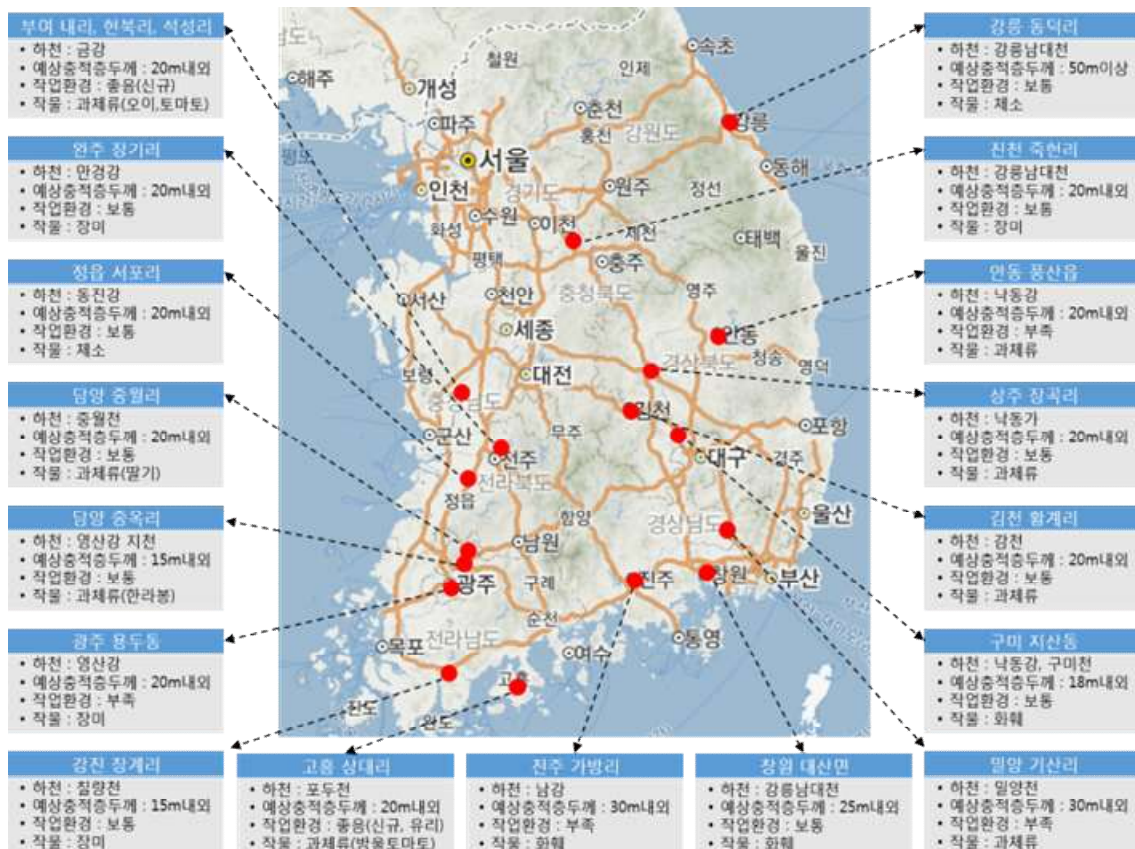 부여 내리, 현북리, 석성리
• 하천 : 금강
• 예상충적층두께 : 20m내외
• 작업환경 : 좋음(신규)
• 작물 : 과채류(오이,토마토)
완주 장기리
• 하천 : 만경강
• 예상충적층두께 : 20m내외
• 작업환경 : 보통
• 작물 : 장미
정읍 서포리
• 하천 : 동진강
• 예상충적층두께 : 20m내외
• 작업환경 : 보통
• 작물 : 채소
담양 중월리
• 하천 : 중월천
• 예상충적층두께 : 20m내외
• 작업환경 : 보통
• 작물 : 과채류(딸기)
담양 중옥리
• 하천 : 영산강 지천
• 예상충적층두께 : 15m내외
• 작업환경 : 보통
• 작물 : 과채류(한라봉)
광주 용두동
• 하천 : 영산강
• 예상충적층두께 : 20m내외
• 작업환경 : 부족
• 작물 : 장미
강진 장계리
• 하천 : 칠량천
• 예상충적층두께 : 15m내외
• 작업환경 : 보통
• 작물 : 장미
고흥 상대리
• 하천 : 포두천
• 예상충적층두께 : 20m내외
• 작업환경 : 좋음(신규, 유리)
• 작물 : 과채류(방울토마토)
진주 가방리
• 하천 : 남강
• 예상충적층두께 : 30m내외
• 작업환경 : 부족
• 작물 : 화훼
창원 대산면
• 하천 : 강릉남대천
• 예상충적층두께 : 25m내외
• 작업환경 : 보통
• 작물 : 화훼
밀양 기산리
• 하천 : 밀양천
• 예상충적층두께 : 30m내외
• 작업환경 : 부족
• 작물 : 과채류
강릉 동덕리
• 하천 : 강릉남대천
• 예상충적층두께 : 50m이상
• 작업환경 : 보통
• 작물 : 채소
진천 죽현리
• 하천 : 강릉남대천
• 예상충적층두께 : 20m내외
• 작업환경 : 보통
• 작물 : 장미
안동 풍산읍
• 하천 : 낙동강
• 예상충적층두께 : 20m내외
• 작업환경 : 부족
• 작물 : 과채류
상주 장곡리
• 하천 : 낙동가
• 예상충적층두께 : 20m내외
• 작업환경 : 보통
• 작물 : 과채류
김천 황계리
• 하천 : 감천
• 예상충적층두께 : 20m내외
• 작업환경 : 보통
• 작물 : 과채류
구미 지산동
• 하천 : 낙동강, 구미천
• 예상충적층두께 : 18m내외
• 작업환경 : 보통
• 작물 : 화훼
남도
철원
속초
해주
개성
인제
파주
춘천
홍천
강원도
강릉
서울
동해
인천
경기도
원주
정선
수원
이천
화성
제천
태백
울진
평택
충주
서산
천안
충청북도
영주
세종
안동
청송
영덕
보령
대전
경상북도
충청남도
김천
포항
군산
무주
대구
경주
전주
전라북도
정읍
함양
경상남도
울산
남원
광주
구례
진주
창원
부산
순천
목포
전라남도
여수
통영
고흥
진도
완도